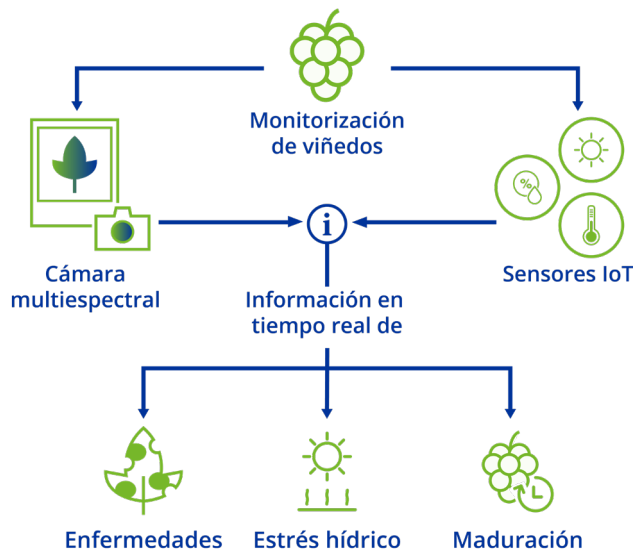 Monitorización
de viñedos
%
i
Cámara
multiespectral
Sensores IoT
Información en
tiempo real de
Enfermedades
Estrés hídrico
Maduración